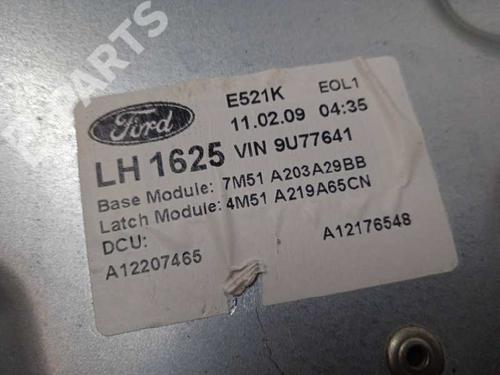 PARTS
Ford
E521K EOL1
11.02.09 04:35
LH 1625 VIN 9U77641
Base Module: 7M51 A203A29BB
Latch Module: 4M51 A219A65CN
DCU:
A12207465 A12176548